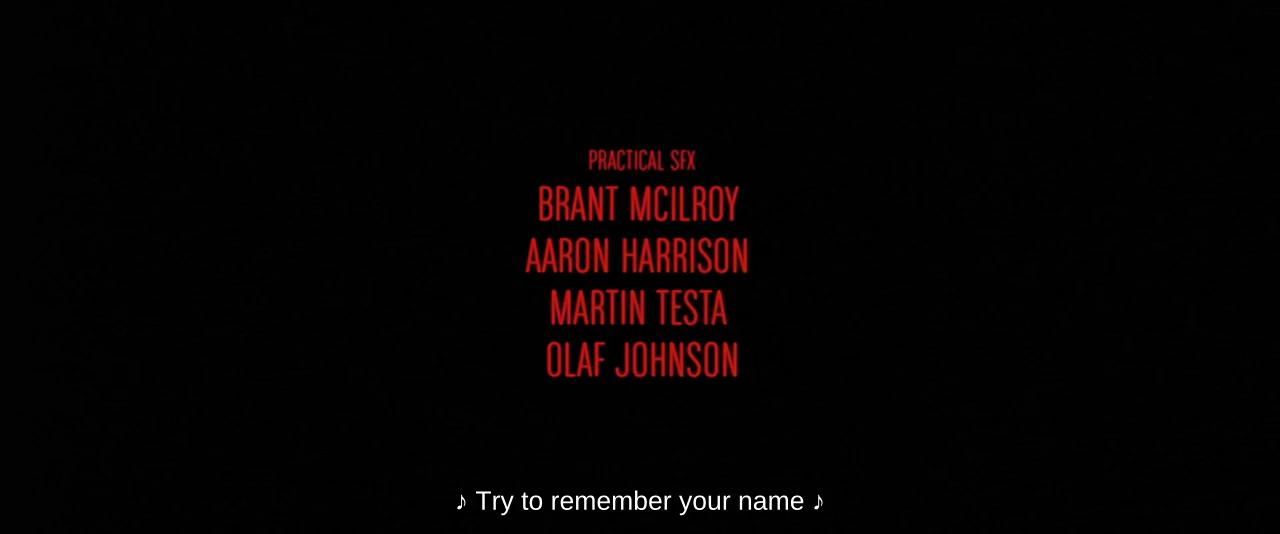 PRACTICAL SFX
BRANT MCILROY
AARON HARRISON
MARTIN TESTA
OLAF JOHNSON
♪ Try to remember your name ♪